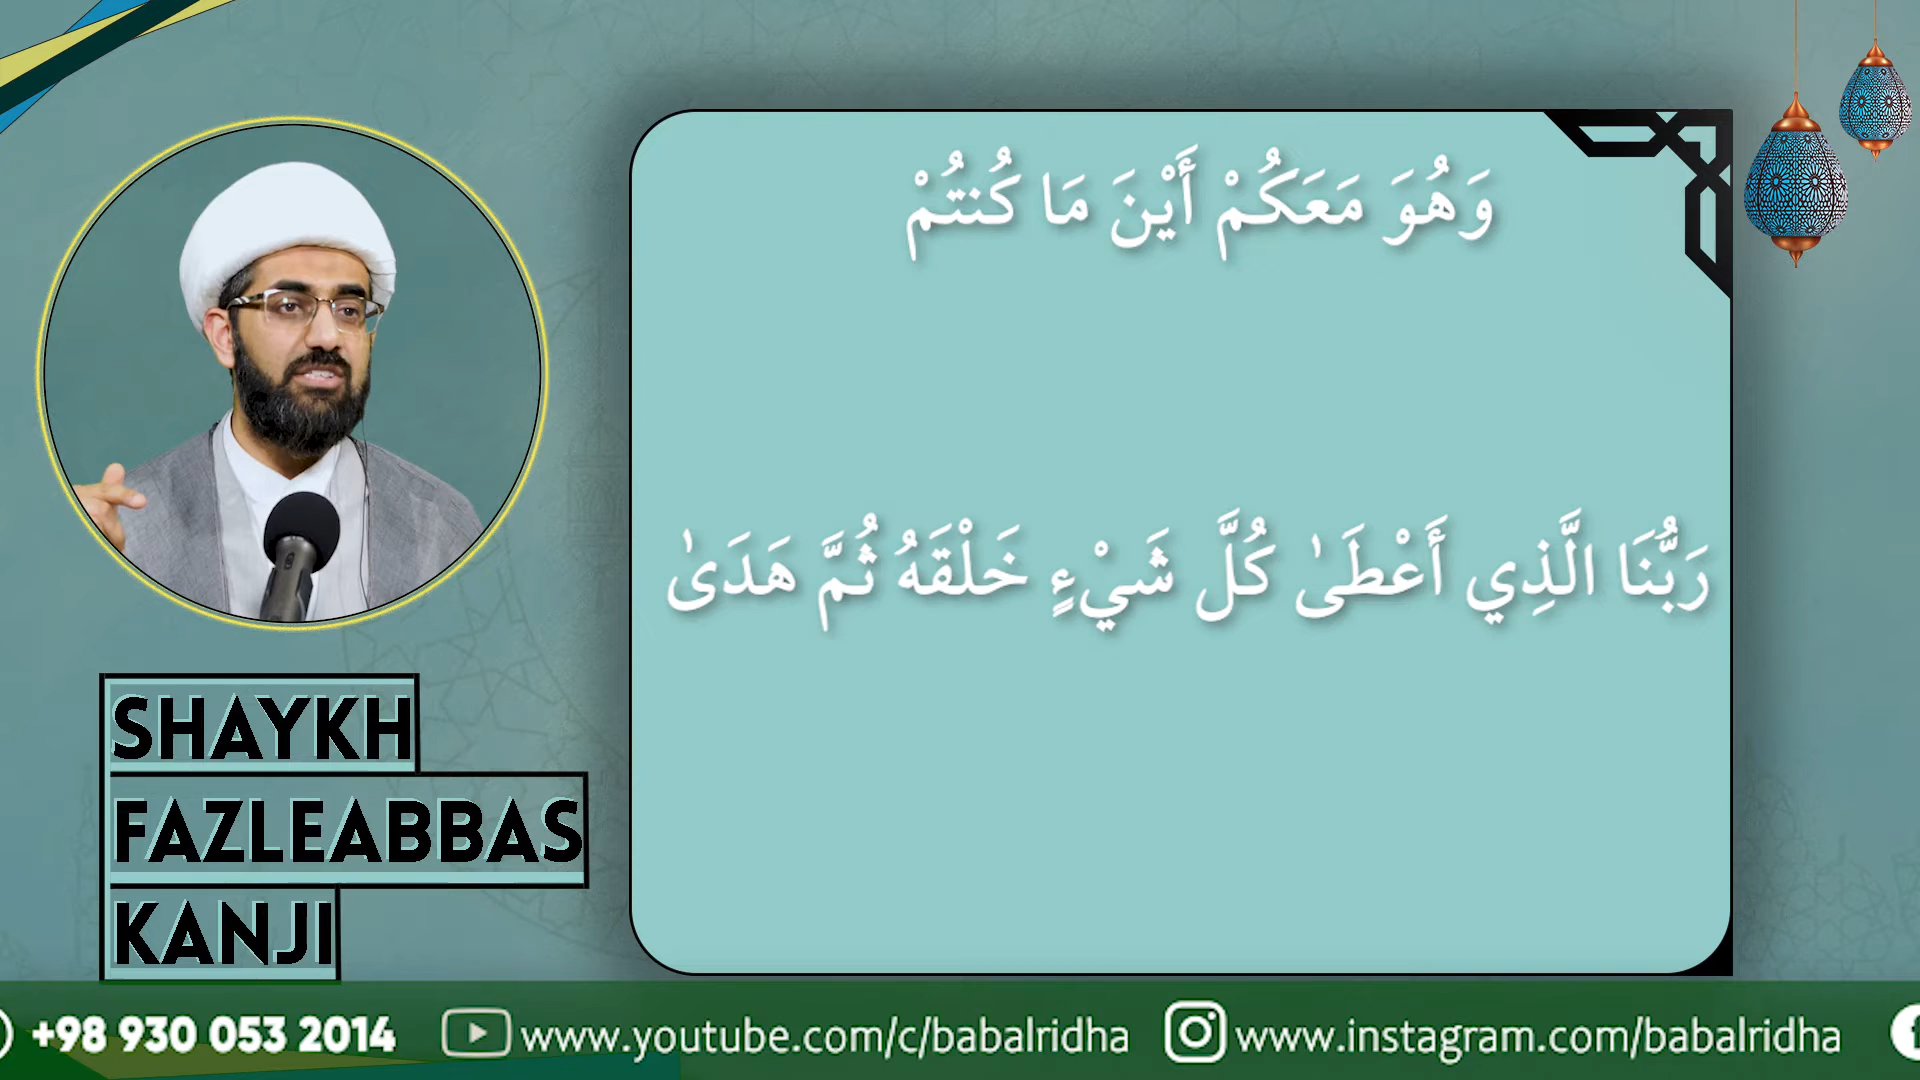 وَهُوَ مَعَكُمْ أَيْنَ مَا كُنتُمْ
رَبُّنَا الَّذِي أَعْطَىٰ كُلَّ شَيْءٍ خَلْقَهُ ثُمَّ هَدَىٰ
SHAYKH
FAZLEABBAS
KANJI
+98 930 053 2014 www.youtube.com/c/babalridha www.instagram.com/babalridha